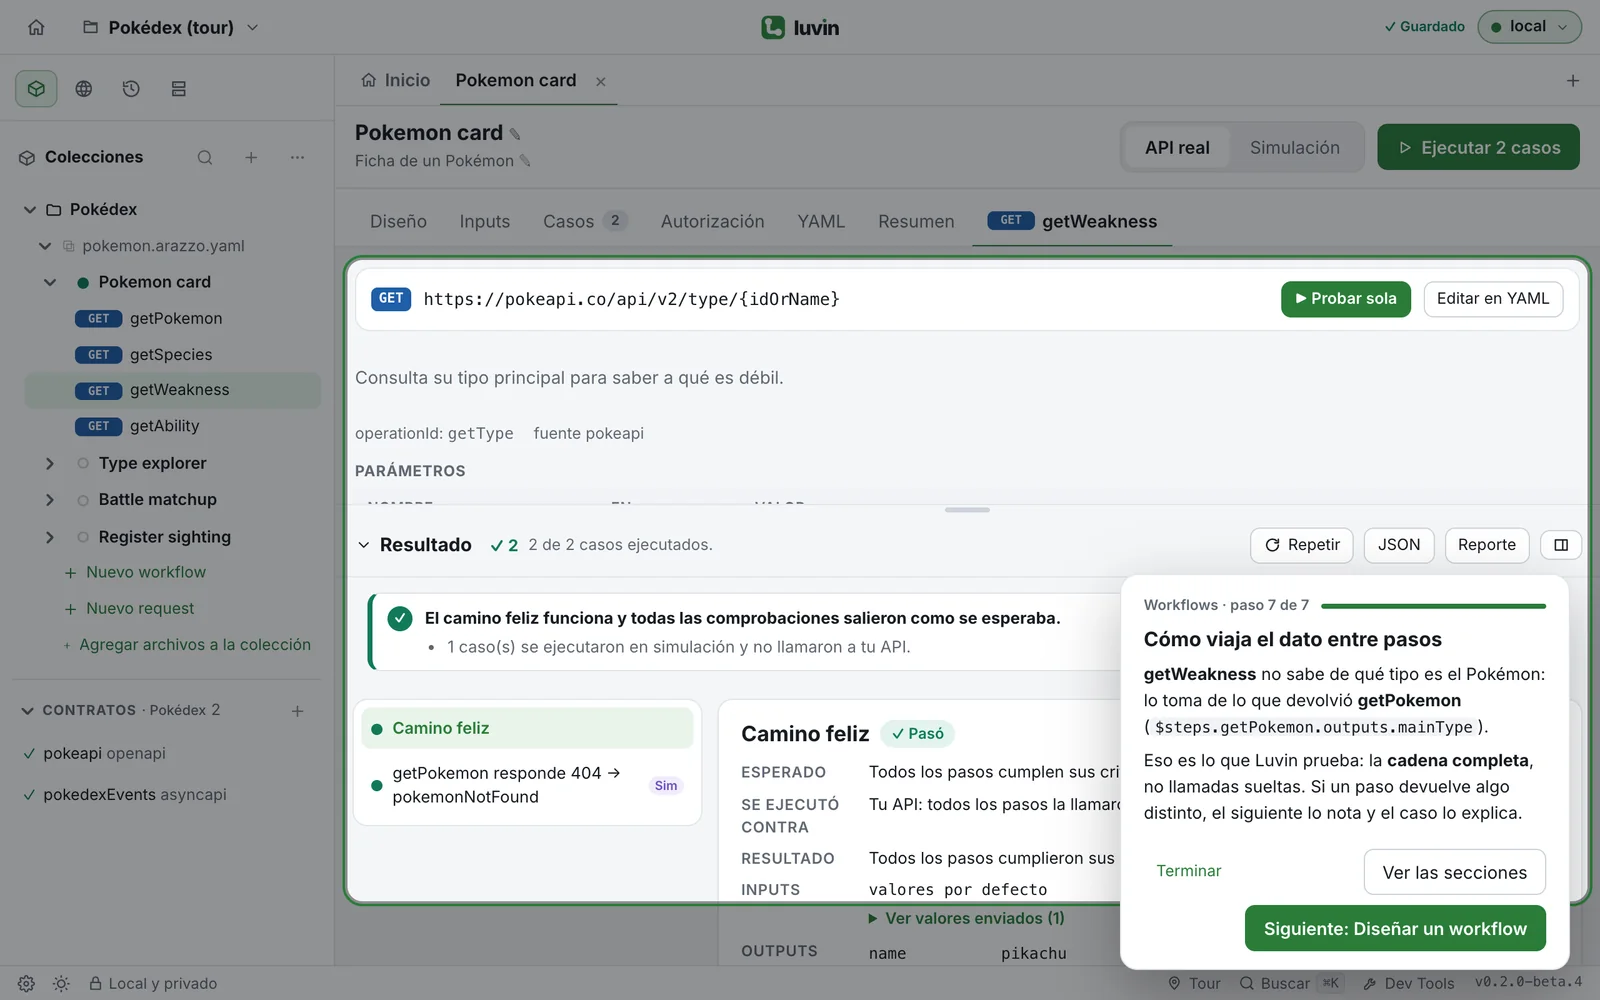 Pokédex (tour)
luvin
Guardado
local
Inicio
Pokemon card
Colecciones
Pokédex
pokemon.arazzo.yaml
Pokemon card
GET getPokemon
GET getSpecies
GET getWeakness
GET getAbility
Type explorer
Battle matchup
Register sighting
+ Nuevo workflow
+ Nuevo request
+ Agregar archivos a la colección
CONTRATOS · Pokédex 2
pokeapi openapi
pokedexEvents asyncapi
Pokemon card
Ficha de un Pokémon
API real
Simulación
Ejecutar 2 casos
Diseño
Inputs
Casos 2
Autorización
YAML
Resumen
GET getWeakness
GET https://pokeapi.co/api/v2/type/{idOrName}
Probar sola
Editar en YAML
Consulta su tipo principal para saber a qué es débil.
operationId: getType fuente pokeapi
PARÁMETROS
NOMBRE EN VALOR
Resultado ✓ 2 2 de 2 casos ejecutados.
Repetir
JSON
Reporte
El camino feliz funciona y todas las comprobaciones salieron como se esperaba.
• 1 caso(s) se ejecutaron en simulación y no llamaron a tu API.
Camino feliz
getPokemon responde 404 →
pokemonNotFound
Sim
Camino feliz ✓ Pasó
ESPERADO Todos los pasos cumplen sus cri
SE EJECUTÓ
CONTRA
Tu API: todos los pasos la llamaro
RESULTADO Todos los pasos cumplieron sus
INPUTS valores por defecto
Ver valores enviados (1)
OUTPUTS name pikachu
Workflows · paso 7 de 7
Cómo viaja el dato entre pasos
getWeakness no sabe de qué tipo es el Pokémon:
lo toma de lo que devolvió getPokemon
( $steps.getPokemon.outputs.mainType ).
Eso es lo que Luvin prueba: la cadena completa,
no llamadas sueltas. Si un paso devuelve algo
distinto, el siguiente lo nota y el caso lo explica.
Terminar
Ver las secciones
Siguiente: Diseñar un workflow
Local y privado
Tour
Buscar ⌘K
Dev Tools
v0.2.0-beta.4